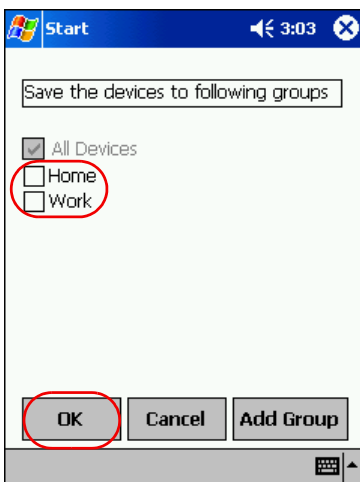 Start 3:03
Save the devices to following groups
All Devices
Home
Work
OK Cancel Add Group